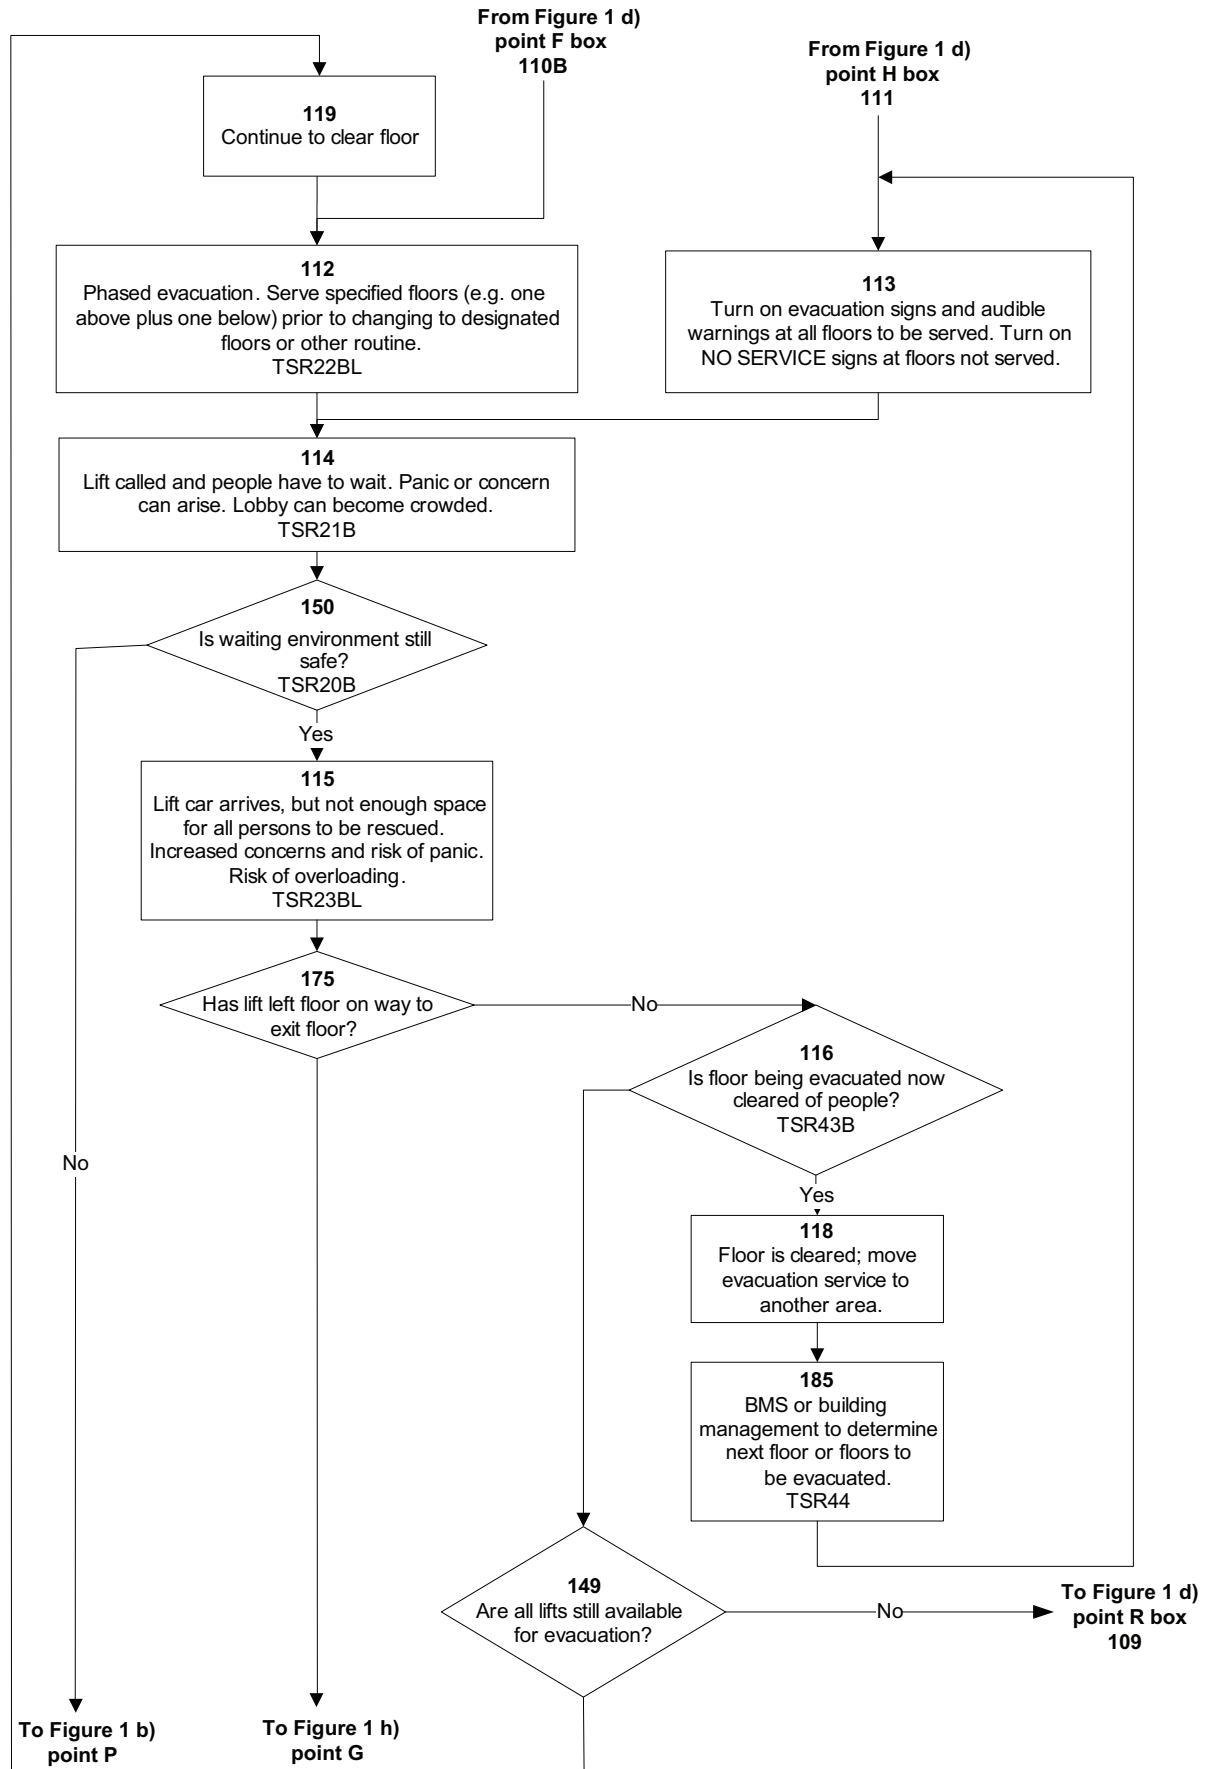 From Figure 1 d)
point F box
110B
From Figure 1 d)
point H box
111
119
Continue to clear floor
112
Phased evacuation. Serve specified floors (e.g. one
above plus one below) prior to changing to designated
floors or other routine.
TSR22BL
113
Turn on evacuation signs and audible
warnings at all floors to be served. Turn on
NO SERVICE signs at floors not served.
114
Lift called and people have to wait. Panic or concern
can arise. Lobby can become crowded.
TSR21B
150
Is waiting environment still
safe?
TSR20B
Yes
115
Lift car arrives, but not enough space
for all persons to be rescued.
Increased concerns and risk of panic.
Risk of overloading.
TSR23BL
175
Has lift left floor on way to
exit floor?
No
116
Is floor being evacuated now
cleared of people?
TSR43B
No
Yes
118
Floor is cleared; move
evacuation service to
another area.
185
BMS or building
management to determine
next floor or floors to
be evacuated.
TSR44
149
Are all lifts still available
for evacuation?
No
To Figure 1 d)
point R box
109
To Figure 1 b)
point P
To Figure 1 h)
point G